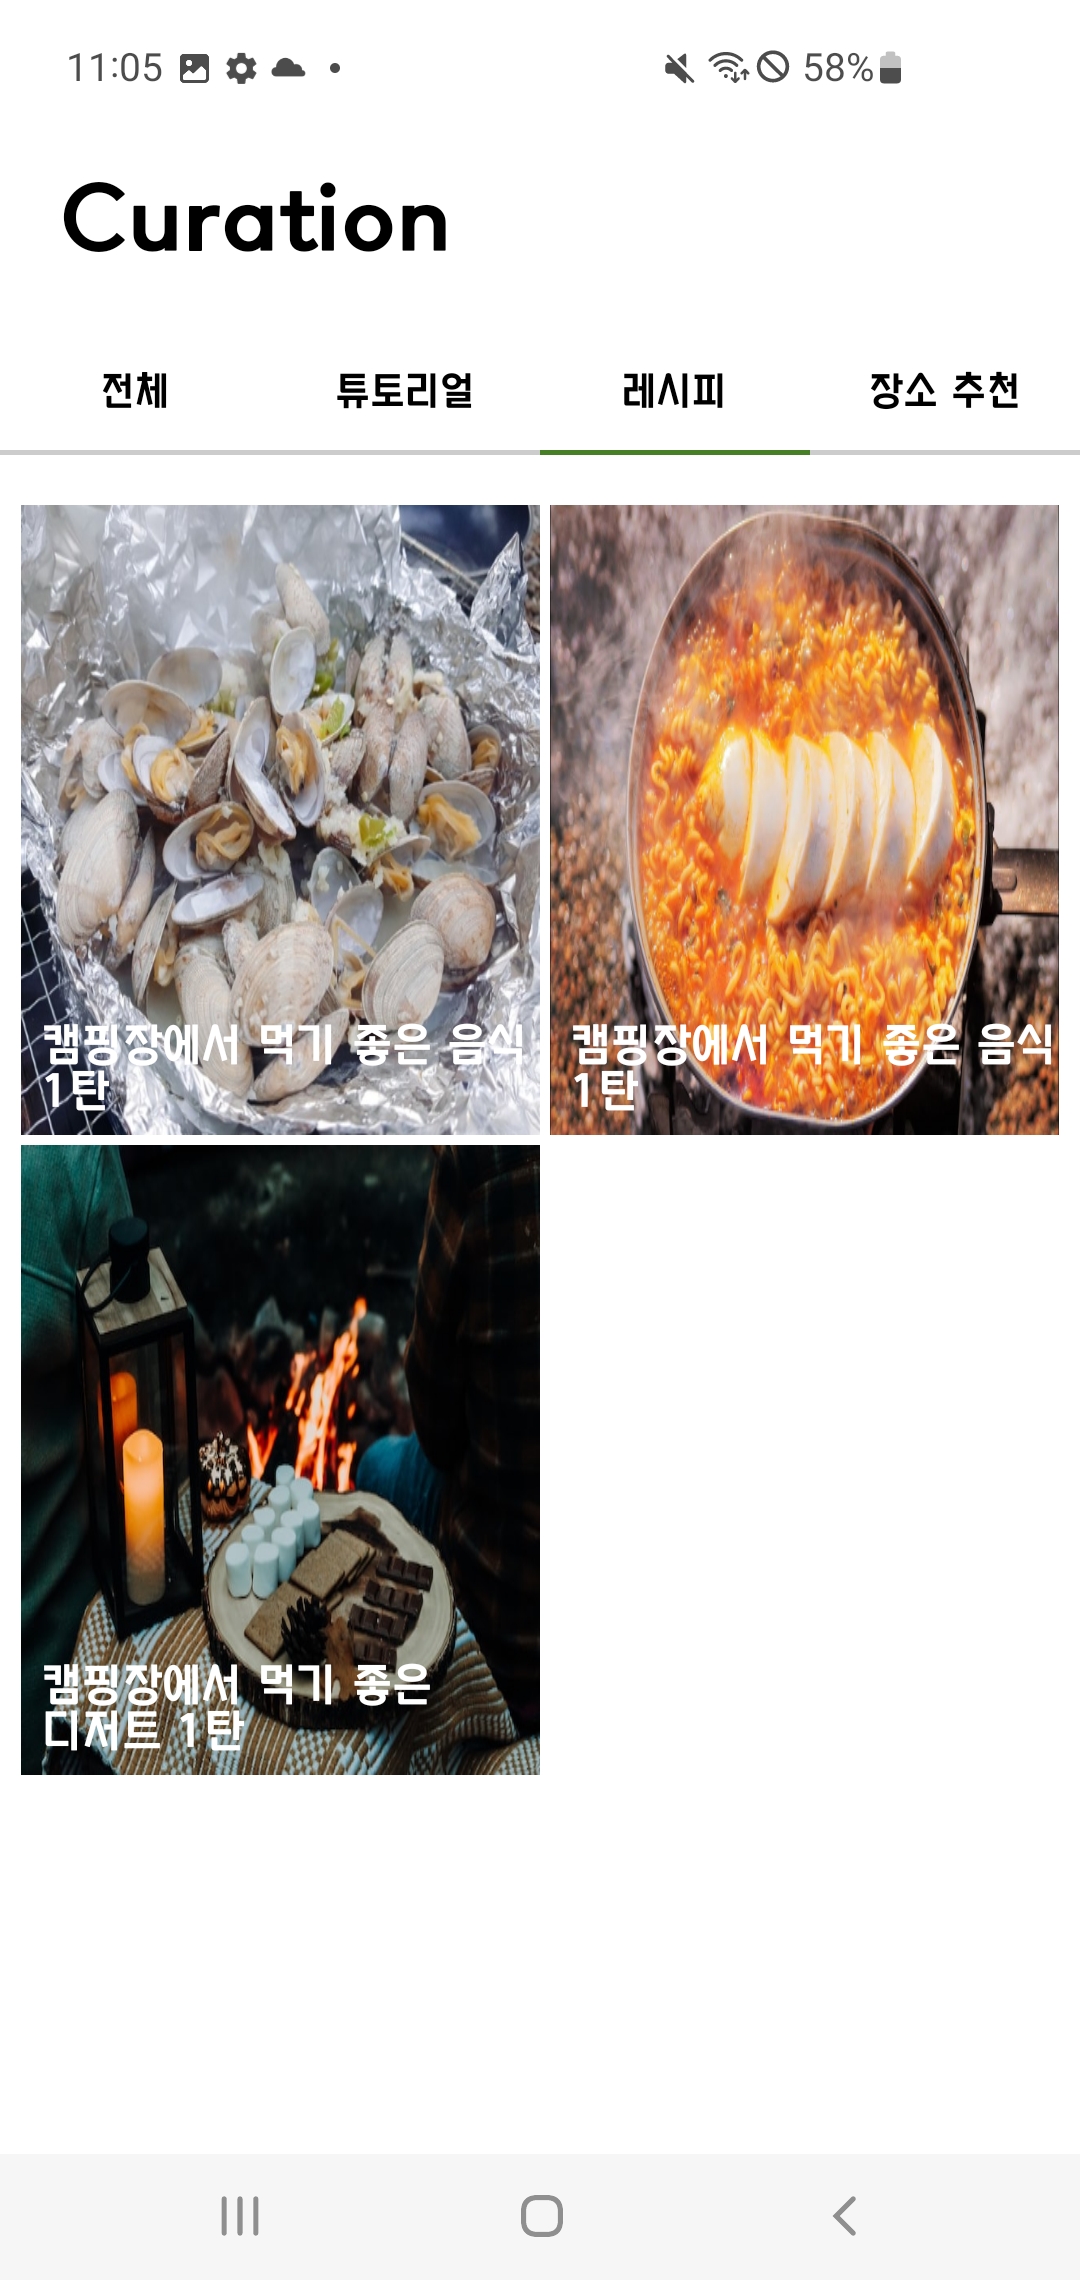 11:05 58%
Curation
전체 튜토리얼 레시피 장소 추천
캠핑장에서 먹기 좋은 음식
1탄
캠핑장에서 먹기 좋은 음식
1탄
캠핑장에서 먹기 좋은
디저트 1탄